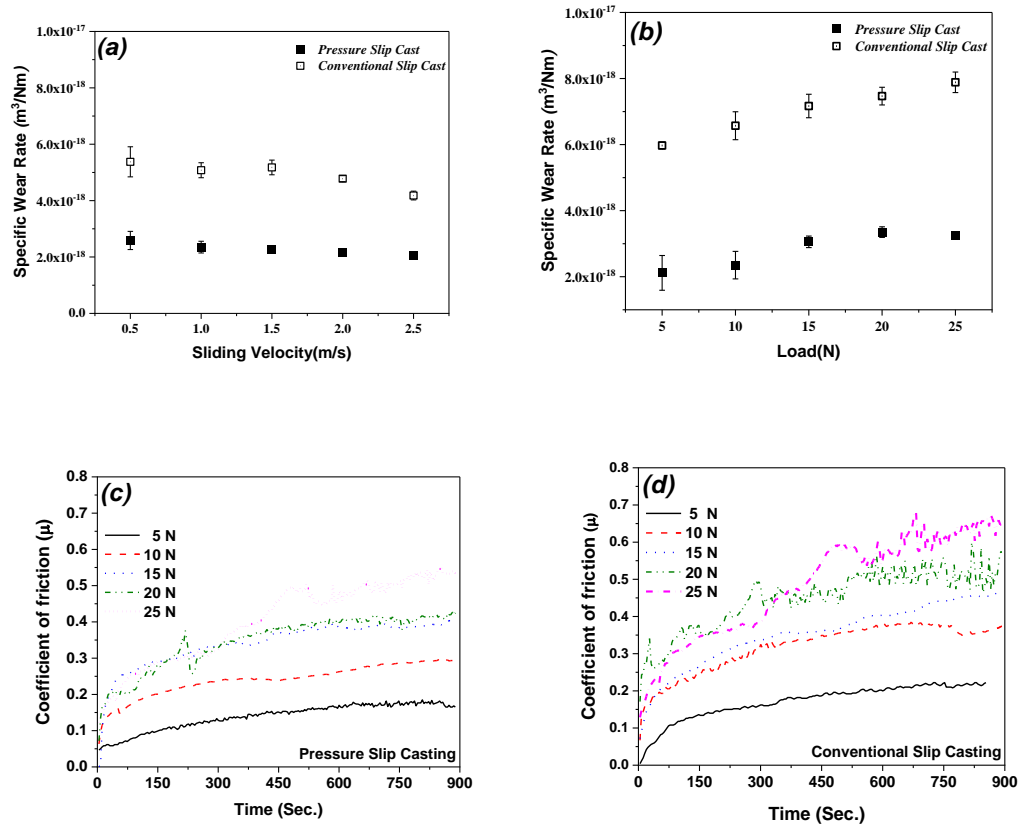 (a)
Pressure Slip Cast
Conventional Slip Cast
Specific Wear Rate (m³/Nm)
1.0x10⁻¹⁷
8.0x10⁻¹⁸
6.0x10⁻¹⁸
4.0x10⁻¹⁸
2.0x10⁻¹⁸
0.0
0.5 1.0 1.5 2.0 2.5
Sliding Velocity(m/s)
(b)
Pressure Slip Cast
Conventional Slip Cast
Specific Wear Rate (m³/Nm)
1.0x10⁻¹⁷
8.0x10⁻¹⁸
6.0x10⁻¹⁸
4.0x10⁻¹⁸
2.0x10⁻¹⁸
5 10 15 20 25
Load(N)
(c)
Coefficient of friction (μ)
0.8
0.7
0.6
0.5
0.4
0.3
0.2
0.1
0.0
5 N
10 N
15 N
20 N
25 N
Pressure Slip Casting
0 150 300 450 600 750 900
Time (Sec.)
(d)
Coefficient of friction (μ)
0.8
0.7
0.6
0.5
0.4
0.3
0.2
0.1
0.0
5 N
10 N
15 N
20 N
25 N
Conventional Slip Casting
0 150 300 450 600 750 900
Time (Sec.)